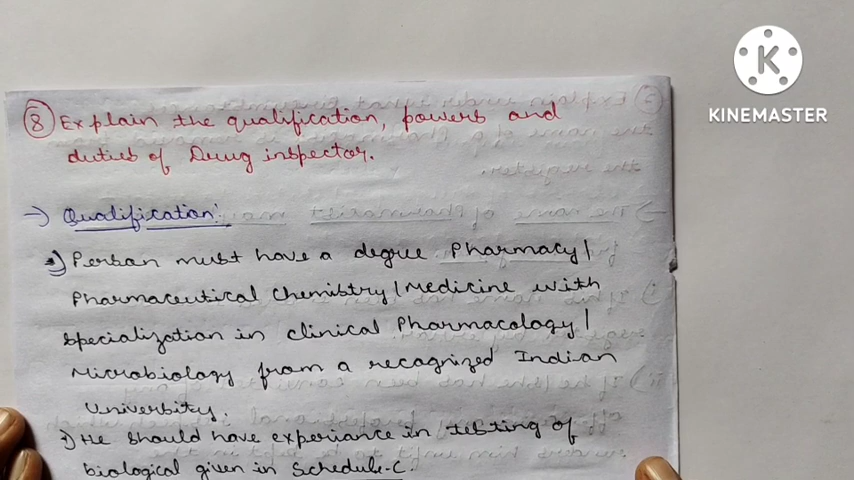 KINEMASTER
8 Explain the qualification, powers and
duties of Drug inspector.
→ Qualification:
•) Person must have a degree Pharmacy/
Pharmaceutical Chemistry/Medicine with
specialization in clinical Pharmacology/
Microbiology from a recognized Indian
University.
•) He should have experiance in testing of
biological given in Schedule-C.